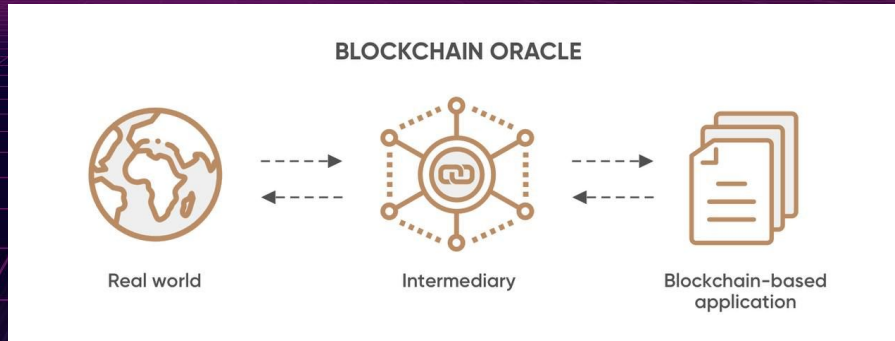 BLOCKCHAIN ORACLE
Real world
Intermediary
Blockchain-based
application